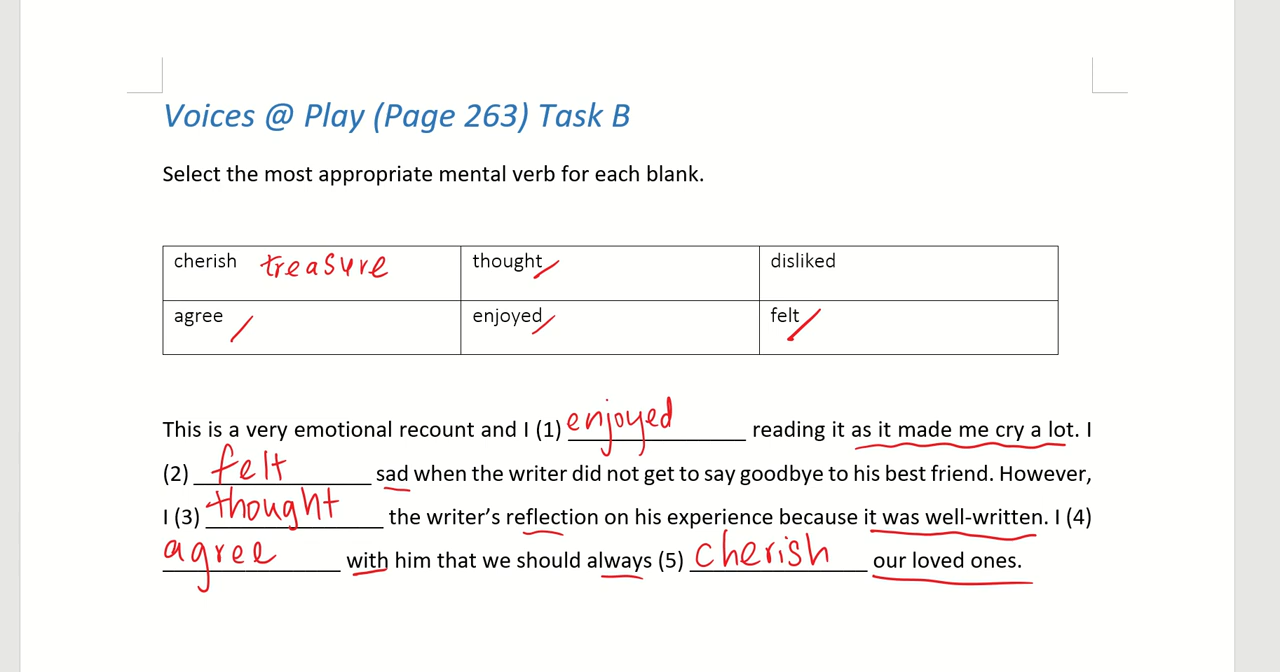 Voices @ Play (Page 263) Task B
Select the most appropriate mental verb for each blank.
cherish treasure thought disliked
agree enjoyed felt
This is a very emotional recount and I (1) enjoyed reading it as it made me cry a lot. I
(2) felt sad when the writer did not get to say goodbye to his best friend. However,
I (3) thought the writer's reflection on his experience because it was well-written. I (4)
agree with him that we should always (5) cherish our loved ones.